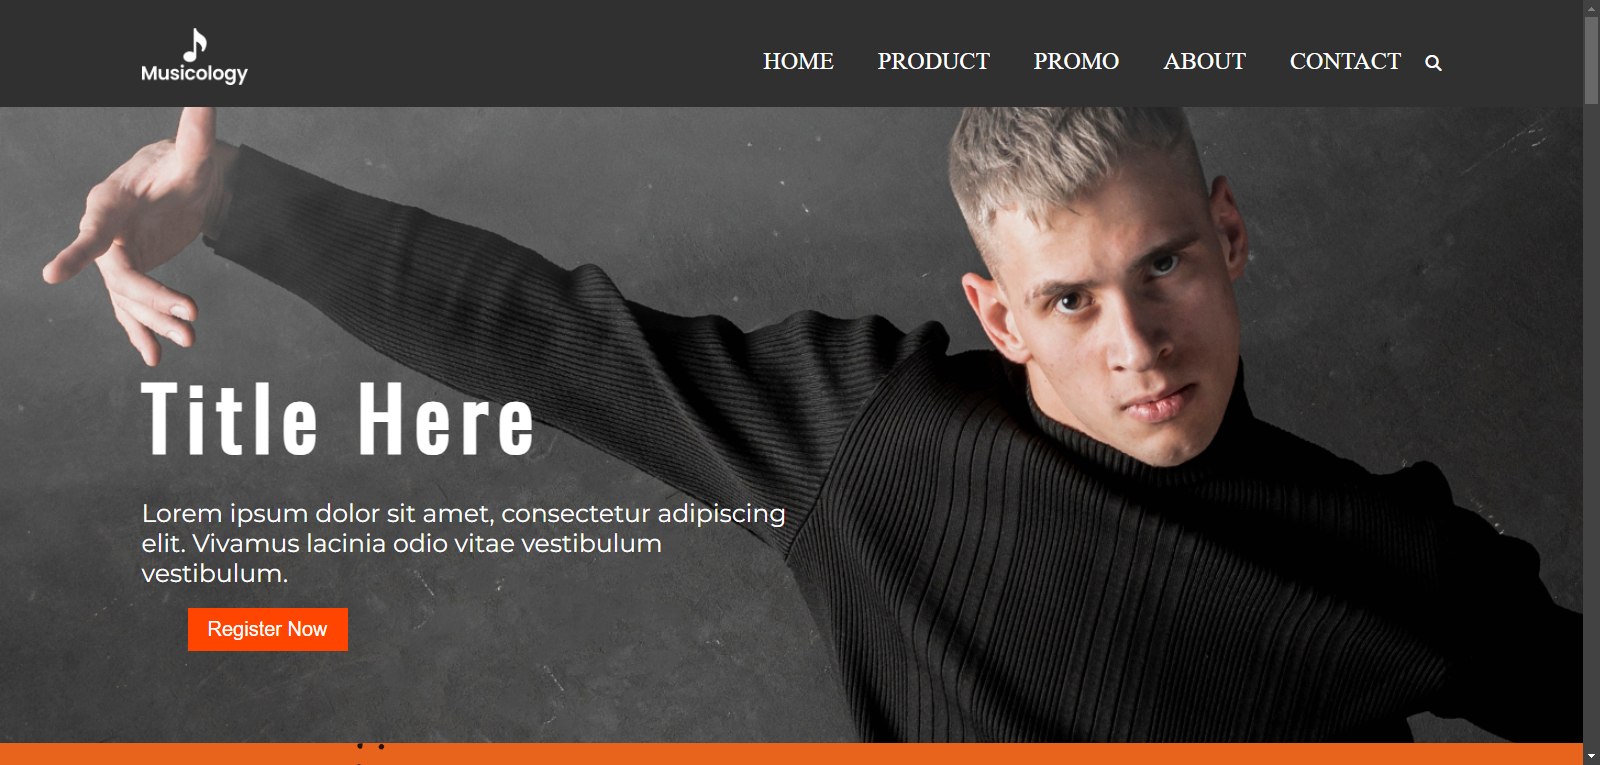 Musicology
HOME PRODUCT PROMO ABOUT CONTACT
Title Here
Lorem ipsum dolor sit amet, consectetur adipiscing
elit. Vivamus lacinia odio vitae vestibulum
vestibulum.
Register Now